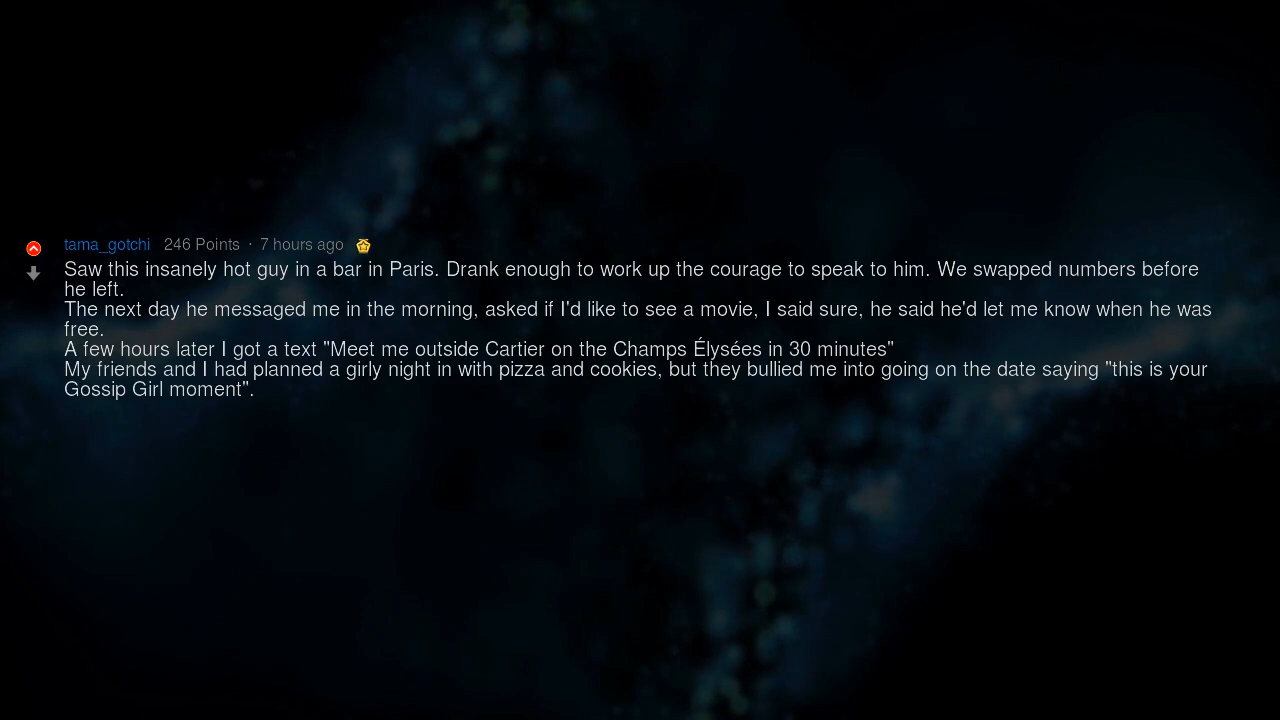 tama_gotchi 246 Points · 7 hours ago
Saw this insanely hot guy in a bar in Paris. Drank enough to work up the courage to speak to him. We swapped numbers before
he left.
The next day he messaged me in the morning, asked if I'd like to see a movie, I said sure, he said he'd let me know when he was
free.
A few hours later I got a text "Meet me outside Cartier on the Champs Élysées in 30 minutes"
My friends and I had planned a girly night in with pizza and cookies, but they bullied me into going on the date saying "this is your
Gossip Girl moment".